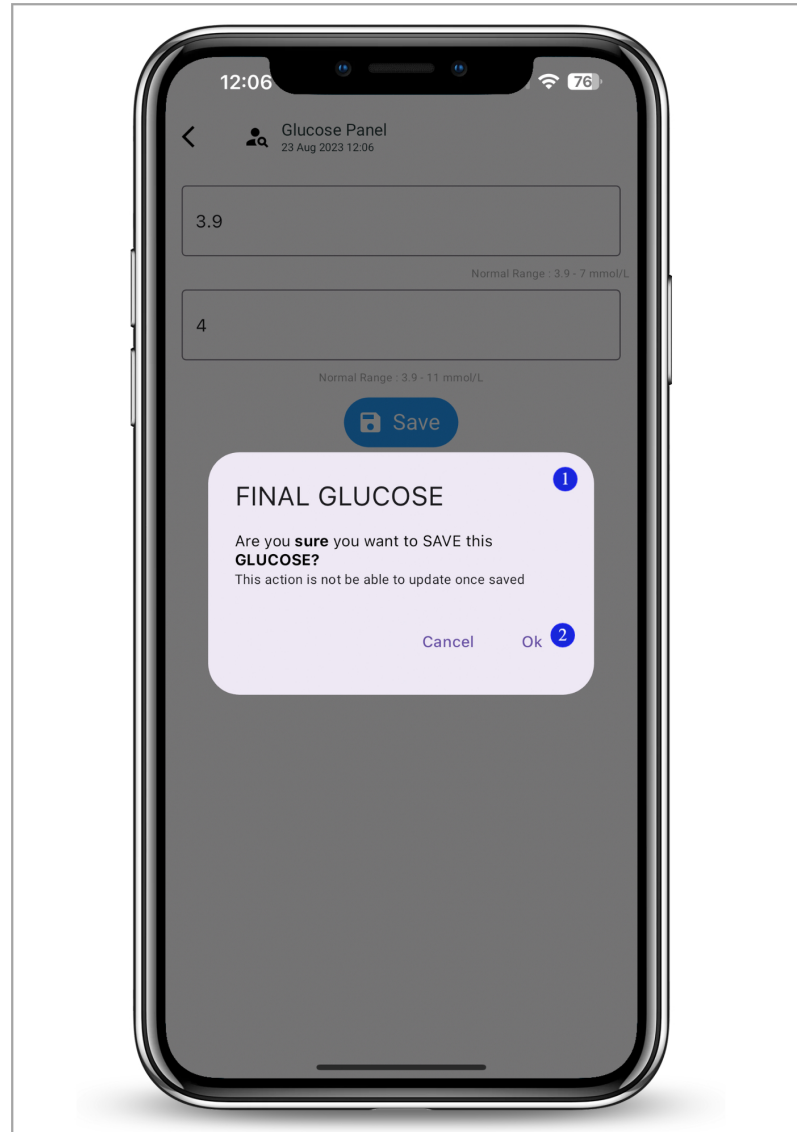 12:06
76
Glucose Panel
23 Aug 2023 12:06
3.9
Normal Range : 3.9 - 7 mmol/L
4
Normal Range : 3.9 - 11 mmol/L
Save
FINAL GLUCOSE
1
Are you sure you want to SAVE this
GLUCOSE?
This action is not be able to update once saved
Cancel
Ok
2